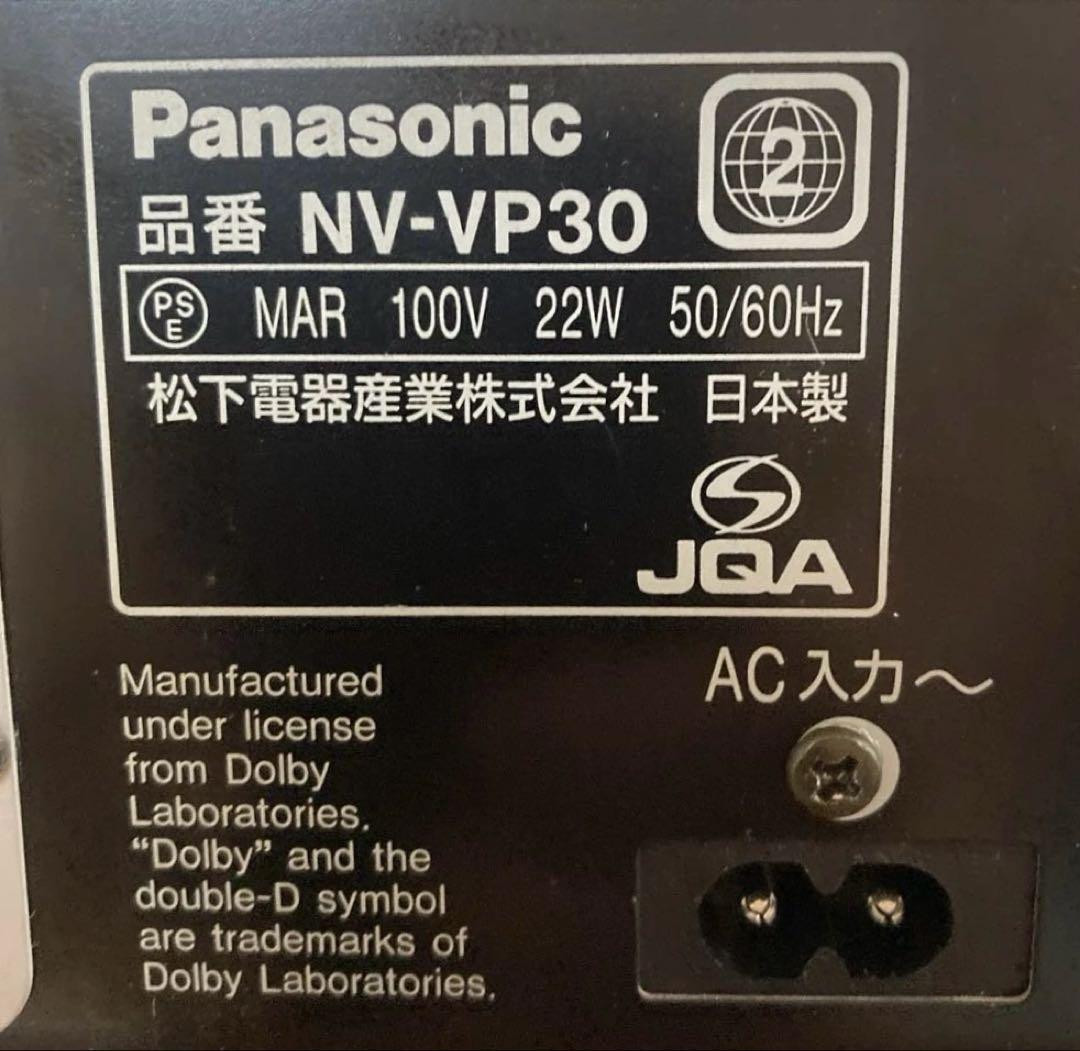 Panasonic
2
品番 NV-VP30
PS
E MAR 100V 22W 50/60Hz
松下電器産業株式会社 日本製
JQA
AC入力～
Manufactured
under license
from Dolby
Laboratories.
“Dolby” and the
double-D symbol
are trademarks of
Dolby Laboratories.